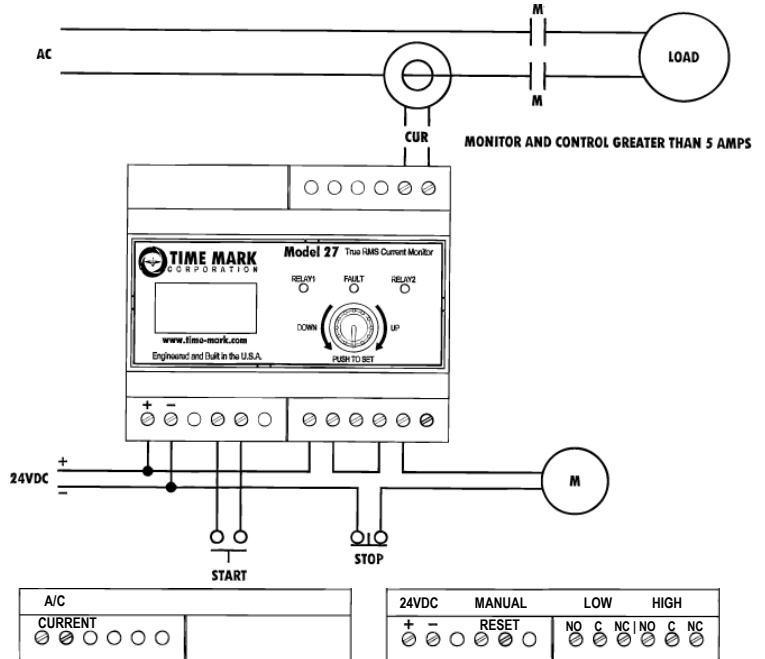 M
AC
LOAD
M
CUR
MONITOR AND CONTROL GREATER THAN 5 AMPS
TIME MARK
CORPORATION
Model 27 True RMS Current Monitor
RELAY1 FAULT RELAY2
DOWN UP
PUSH TO SET
www.time-mark.com
Engineered and Built in the U.S.A.
+ −
+
24VDC
−
M
START
STOP
A/C
CURRENT
24VDC MANUAL LOW HIGH
+ − RESET NO C NC | NO C NC